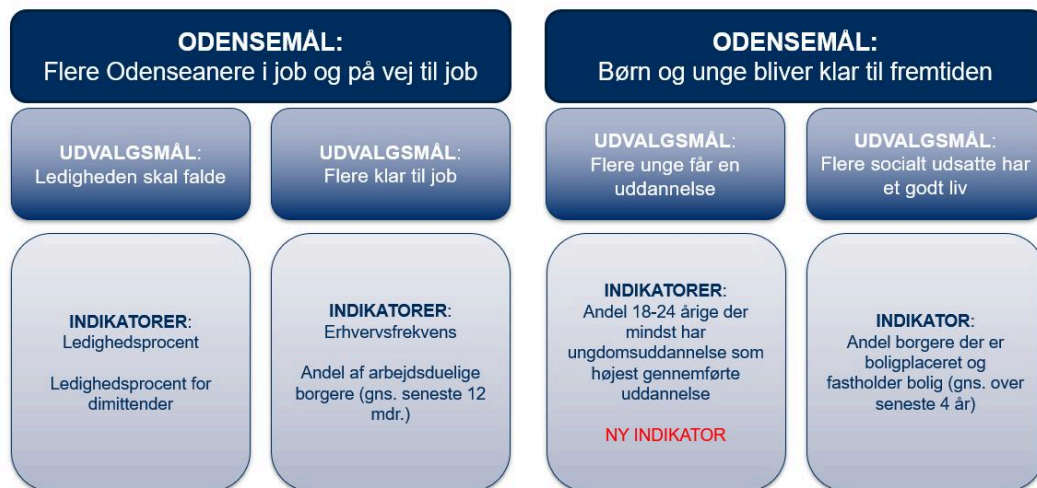 ODENSEMÅL:
Flere Odenseanere i job og på vej til job
UDVALGSMÅL:
Ledigheden skal falde
UDVALGSMÅL:
Flere klar til job
INDIKATORER:
Ledighedsprocent
Ledighedsprocent for
dimittender
INDIKATORER:
Erhvervsfrekvens
Andel af arbejdsduelige
borgere (gns. seneste 12
mdr.)
ODENSEMÅL:
Børn og unge bliver klar til fremtiden
UDVALGSMÅL:
Flere unge får en
uddannelse
UDVALGSMÅL:
Flere socialt udsatte har
et godt liv
INDIKATORER:
Andel 18-24 årige der
mindst har
ungdomsuddannelse som
højest gennemførte
uddannelse
NY INDIKATOR
INDIKATOR:
Andel borgere der er
boligplaceret og
fastholder bolig (gns. over
seneste 4 år)